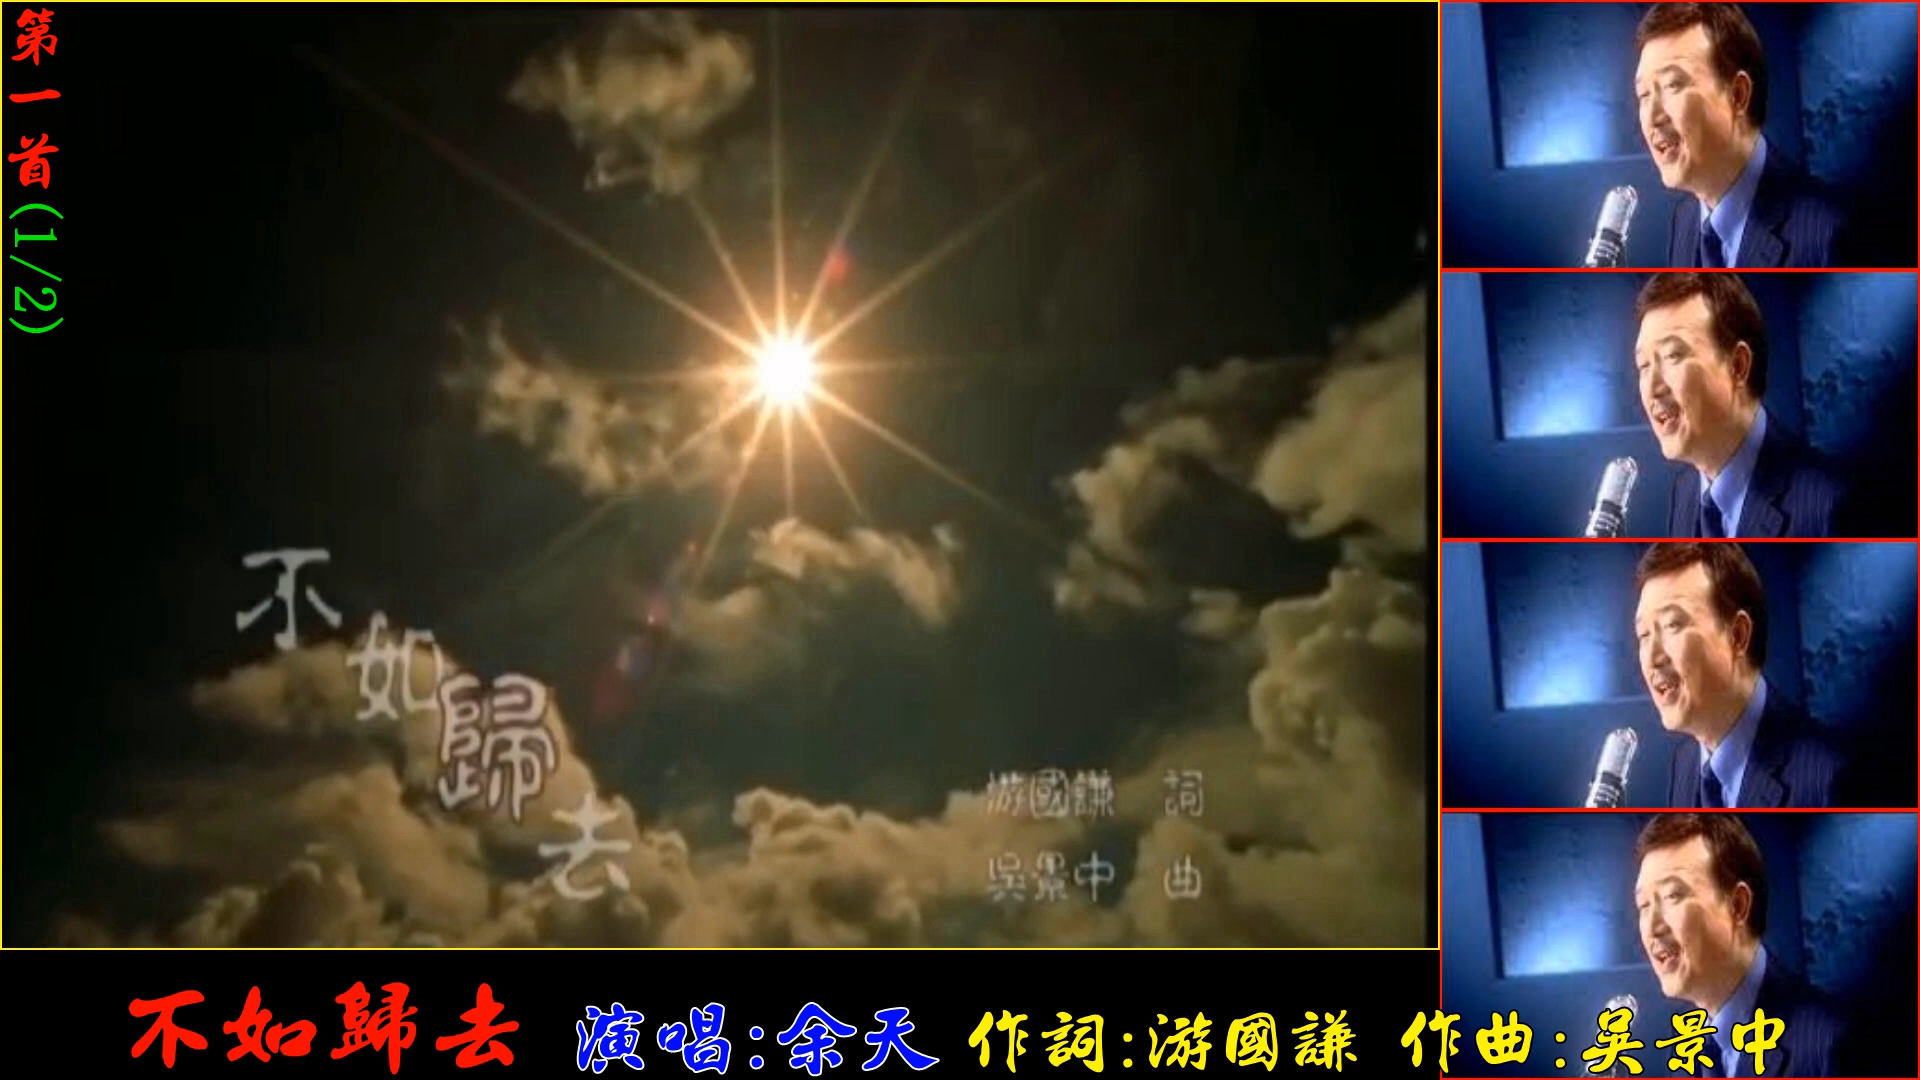 第一首(1/2)
不如歸去
游國謙 詞
吳景中 曲
不如歸去 演唱:余天 作詞:游國謙 作曲:吳景中